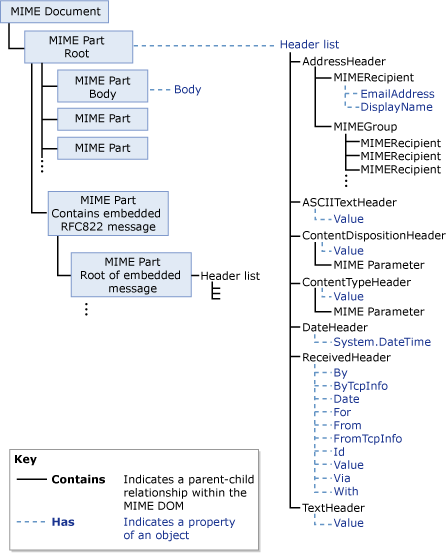 MIME Document
MIME Part
Root
Header list
MIME Part
Body
Body
MIME Part
MIME Part
MIME Part
Contains embedded
RFC822 message
MIME Part
Root of embedded
message
Header list
AddressHeader
MIMERecipient
EmailAddress
DisplayName
MIMEGroup
MIMERecipient
MIMERecipient
MIMERecipient
ASCIITextHeader
Value
ContentDispositionHeader
Value
MIME Parameter
ContentTypeHeader
Value
MIME Parameter
DateHeader
System.DateTime
ReceivedHeader
By
ByTcpInfo
Date
For
From
FromTcpInfo
Id
Value
Via
With
TextHeader
Value
Key
Contains
Indicates a parent-child
relationship within the
MIME DOM
Has
Indicates a property
of an object